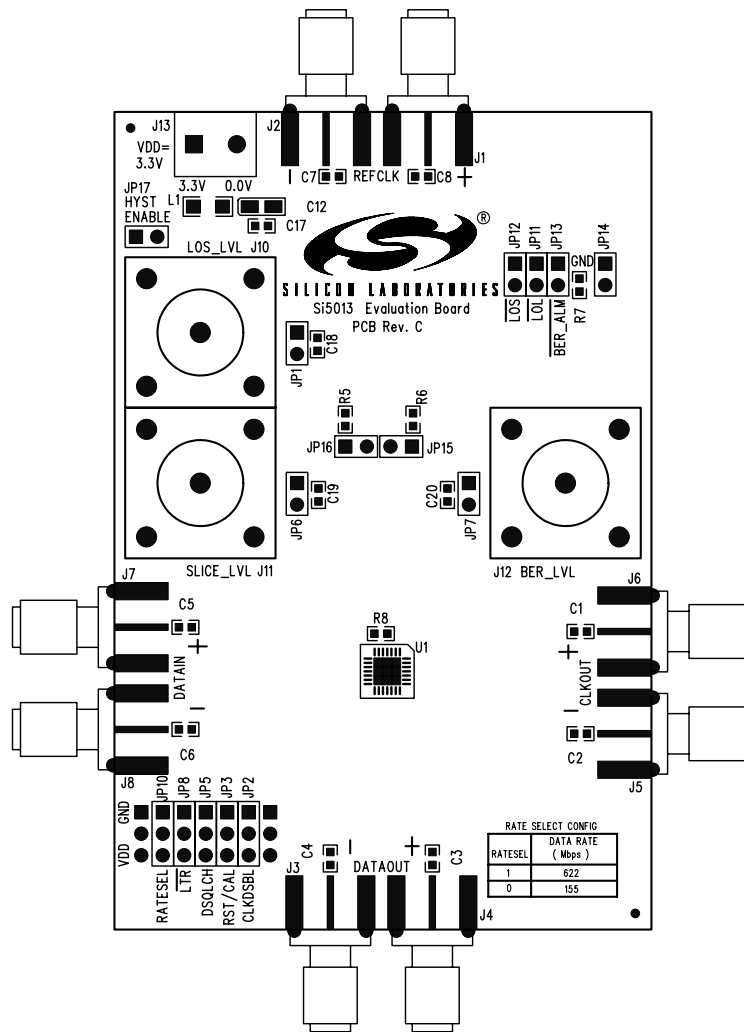 J13
J2
J1
VDD=
3.3V
3.3V 0.0V
JP17
HYST
ENABLE
L1
C12
C17
- C7 REFCLK C8 +
LOS_LVL J10
®
SILICON LABORATORIES
Si5013 Evaluation Board
PCB Rev. C
JP12
JP11
JP13
JP14
GND
R7
LOS
LOL
BER_ALM
JP1
C18
R5
R6
JP16
JP15
JP6
C19
C20
JP7
SLICE_LVL J11
J12 BER_LVL
J7
J6
C5
+
DATAIN
-
C6
J8
R8
U1
C1
+
CLKOUT
-
C2
J5
GND
VDD
JP10
JP8
JP5
JP3
JP2
RATESEL
LTR
DSQLCH
RST/CAL
CLKDSBL
C4
- DATAOUT +
C3
J3
J4
RATE SELECT CONFIG
RATESEL DATA RATE
( Mbps )
1 622
0 155